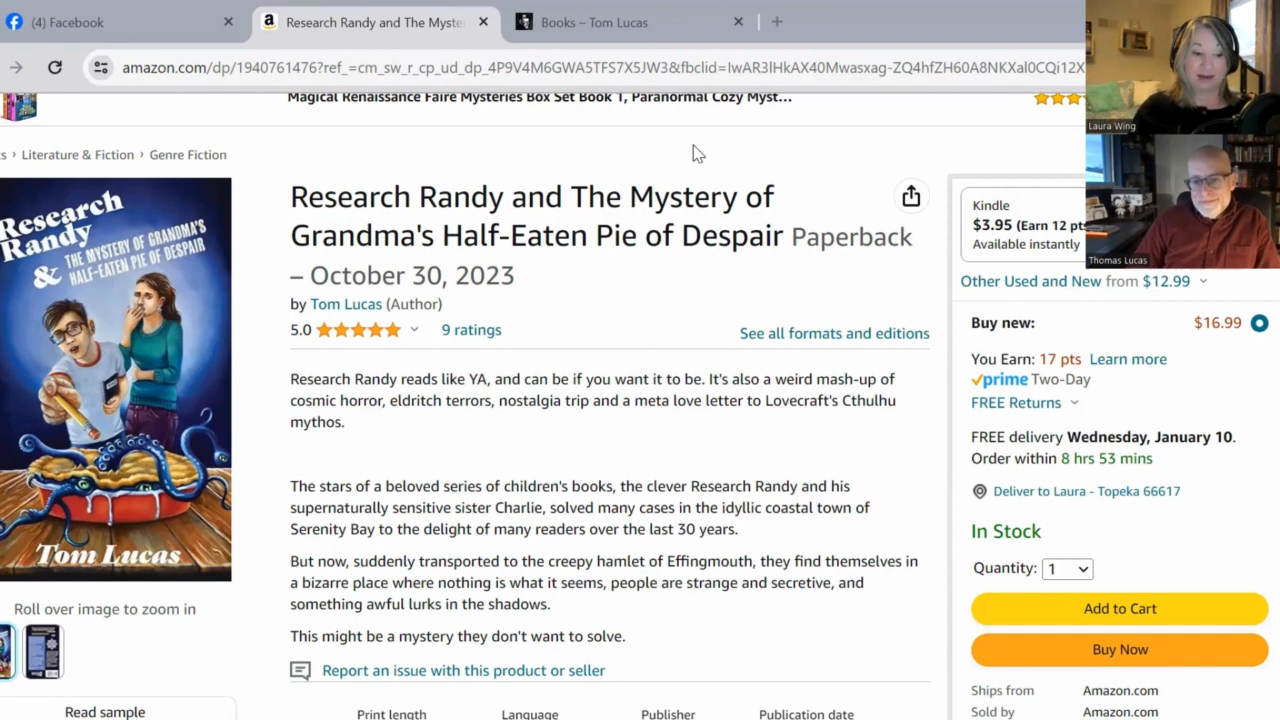 (4) Facebook
Research Randy and The Myste
Books – Tom Lucas
amazon.com/dp/1940761476?ref_=cm_sw_r_cp_ud_dp_4P9V4M6GWA5TFS7X5JW3&fbclid=IwAR3IHkAX40Mwasxag-ZQ4hfZH60A8NKXal0CQi12X
Magical Renaissance Faire Mysteries Box Set Book 1, Paranormal Cozy Myst...
Laura Wing
Thomas Lucas
s › Literature & Fiction › Genre Fiction
Research
Randy
& THE MYSTERY OF GRANDMA'S
HALF-EATEN PIE OF DESPAIR
Tom Lucas
Roll over image to zoom in
Read sample
Research Randy and The Mystery of
Grandma's Half-Eaten Pie of Despair Paperback
– October 30, 2023
by Tom Lucas (Author)
5.0 9 ratings
See all formats and editions
Research Randy reads like YA, and can be if you want it to be. It's also a weird mash-up of
cosmic horror, eldritch terrors, nostalgia trip and a meta love letter to Lovecraft's Cthulhu
mythos.
The stars of a beloved series of children's books, the clever Research Randy and his
supernaturally sensitive sister Charlie, solved many cases in the idyllic coastal town of
Serenity Bay to the delight of many readers over the last 30 years.
But now, suddenly transported to the creepy hamlet of Effingmouth, they find themselves in
a bizarre place where nothing is what it seems, people are strange and secretive, and
something awful lurks in the shadows.
This might be a mystery they don't want to solve.
Report an issue with this product or seller
Print length Language Publisher Publication date
Kindle
$3.95 (Earn 12 pts
Available instantly
Other Used and New from $12.99
Buy new: $16.99
You Earn: 17 pts Learn more
prime Two-Day
FREE Returns
FREE delivery Wednesday, January 10.
Order within 8 hrs 53 mins
Deliver to Laura - Topeka 66617
In Stock
Quantity: 1
Add to Cart
Buy Now
Ships from Amazon.com
Sold by Amazon.com